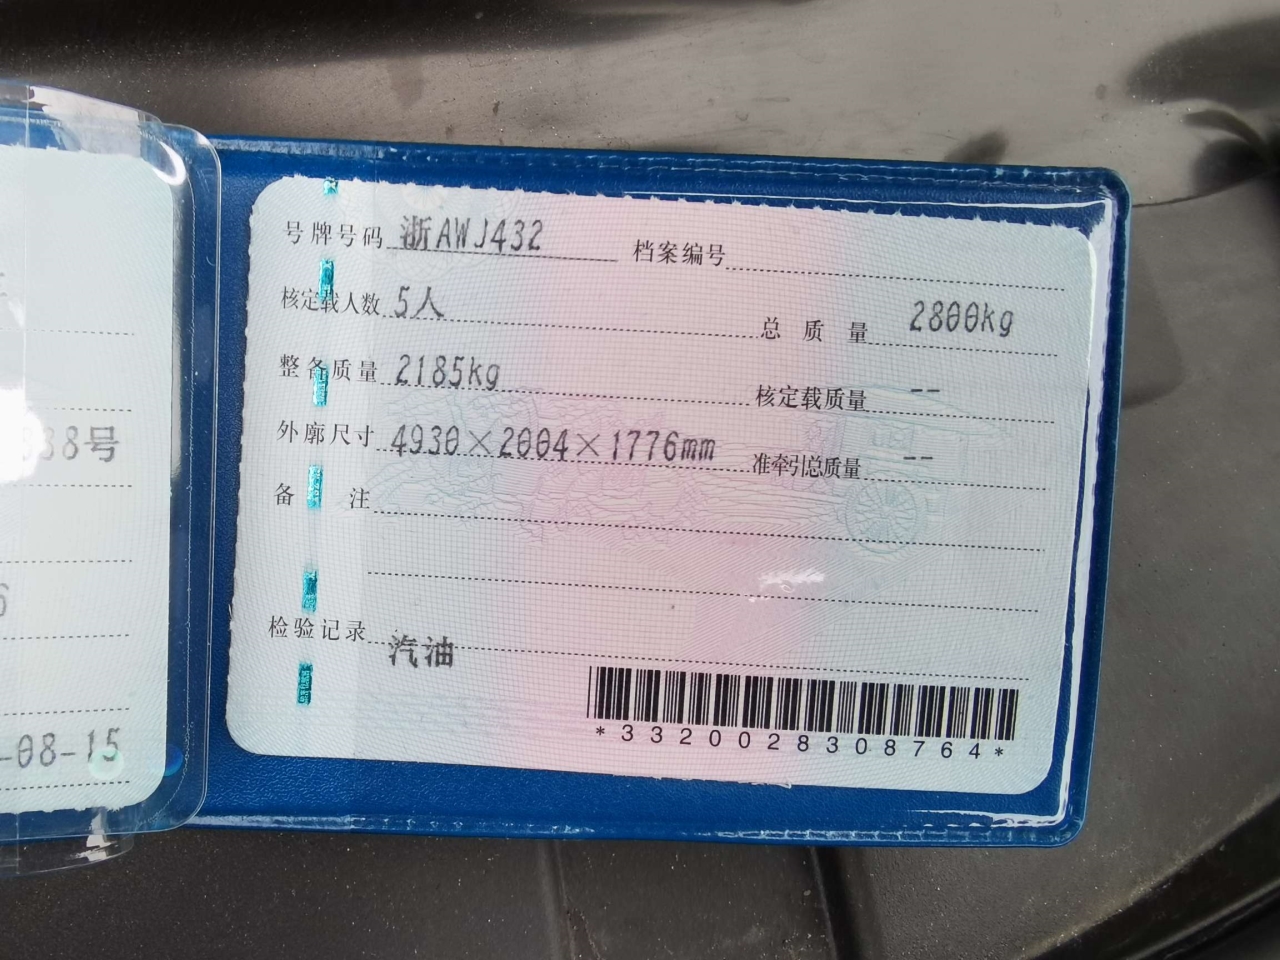 号牌号码 浙AWJ432 档案编号
核定载人数 5人 总质量 2800kg
整备质量 2185kg 核定载质量 --
外廓尺寸 4930×2004×1776mm 准牵引总质量 --
备注
检验记录 汽油
*3320028308764*
38号
6
-08-15